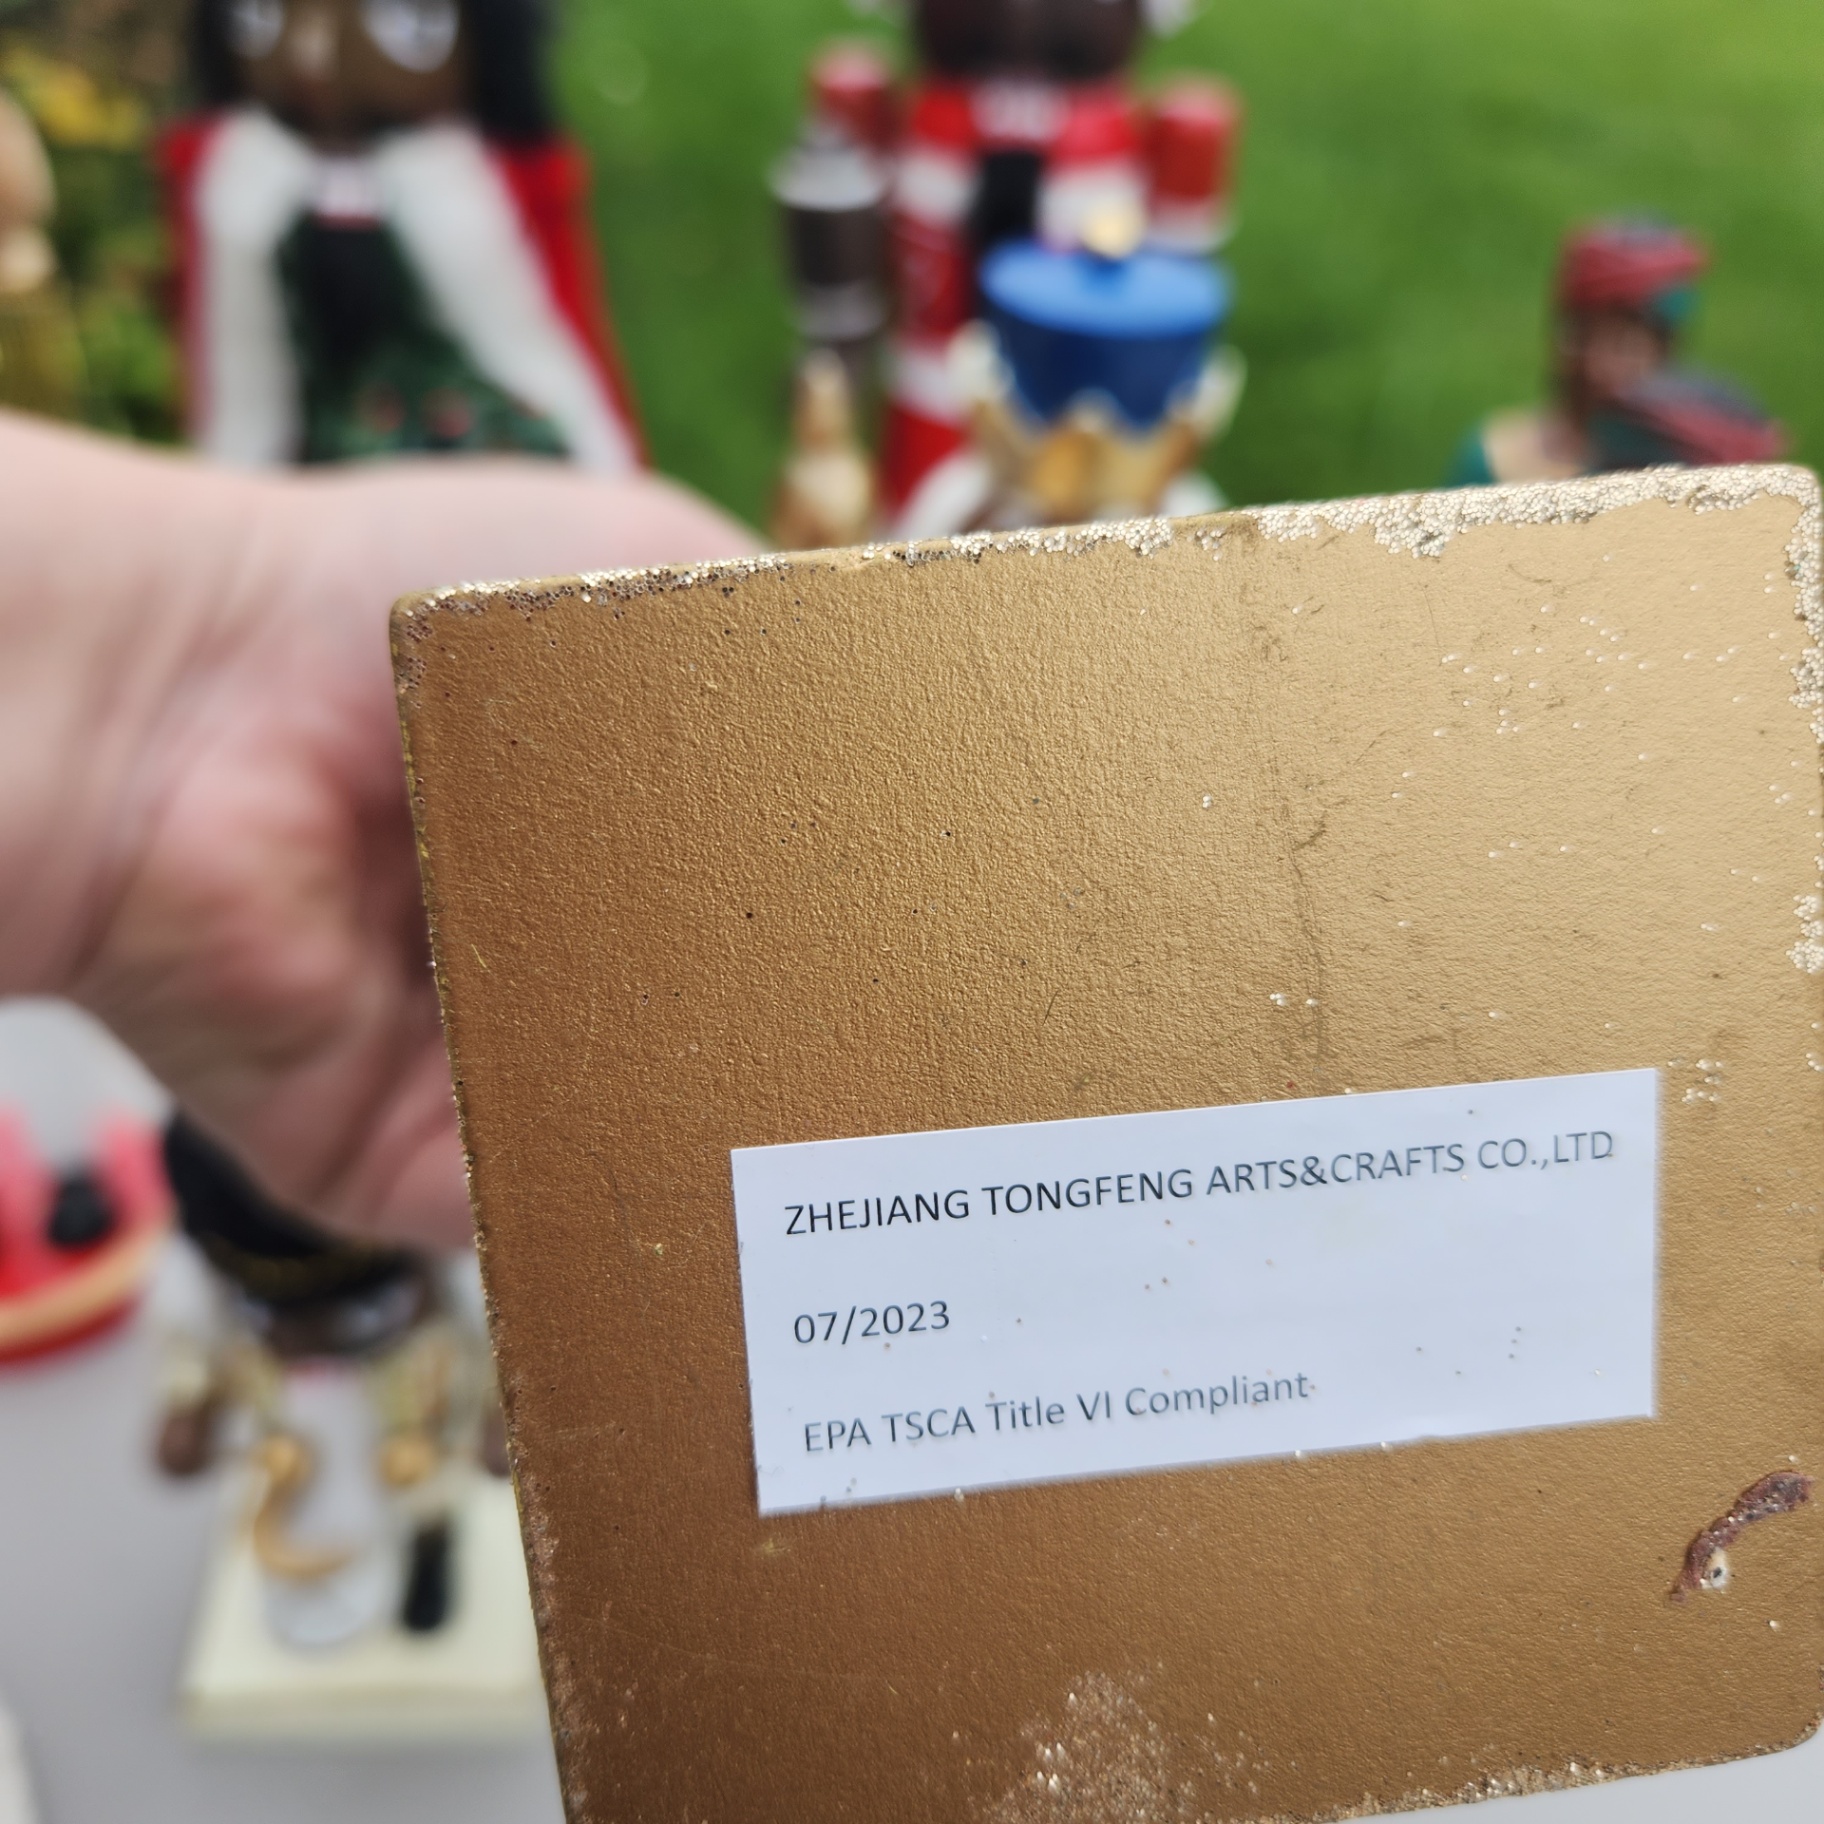 ZHEJIANG TONGFENG ARTS&CRAFTS CO.,LTD
07/2023
EPA TSCA Title VI Compliant